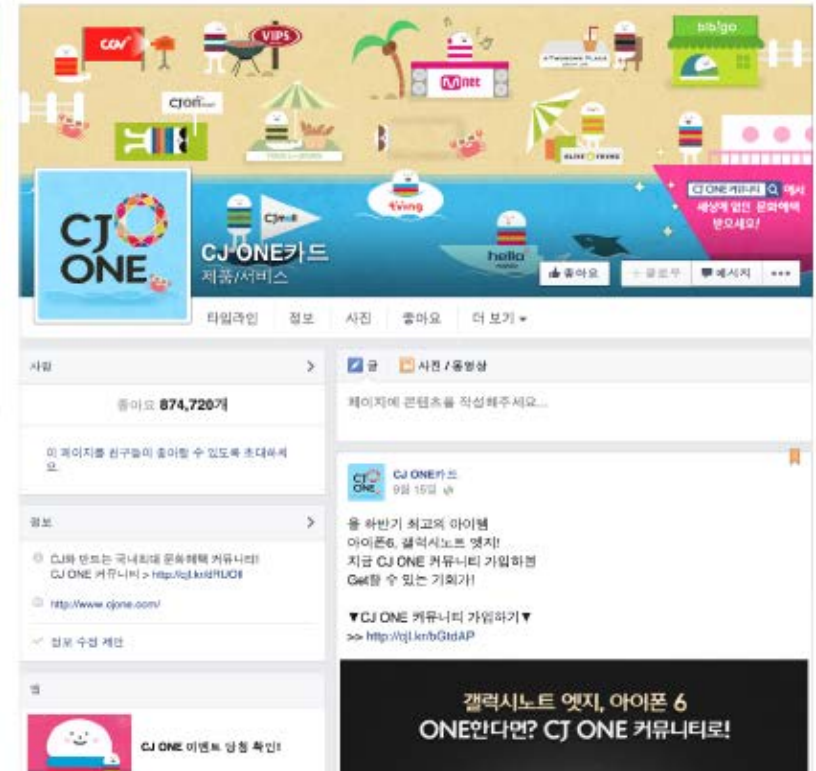 CGV
VIPS
Mnet
bibigo
CJOn
A TWOSOME PLACE
OLIVE YOUNG
CJ ONE 커뮤니티 에서
세상에 없던 문화혜택
받으세요!
tving
CJmall
hello
CJ
ONE
CJ ONE카드
제품/서비스
좋아요
+ 팔로우
메시지
타임라인 정보 사진 좋아요 더 보기
사람
글 사진 / 동영상
좋아요 874,720개
페이지에 콘텐츠를 작성해주세요...
이 페이지를 친구들이 좋아할 수 있도록 초대하세
요.
CJ
ONE
CJ ONE카드
9월 15일
정보
올 하반기 최고의 아이템
아이폰6, 갤럭시노트 엣지!
지금 CJ ONE 커뮤니티 가입하면
Get할 수 있는 기회가!
CJ와 만드는 국내최대 문화혜택 커뮤니티!
CJ ONE 커뮤니티 >
http://www.cjone.com/
▼CJ ONE 커뮤니티 가입하기▼
>> http://cjl.kr/bGtdAP
정보 수정 제안
앱
갤럭시노트 엣지, 아이폰 6
ONE한다면? CJ ONE 커뮤니티로!
CJ ONE 이벤트 당첨 확인!